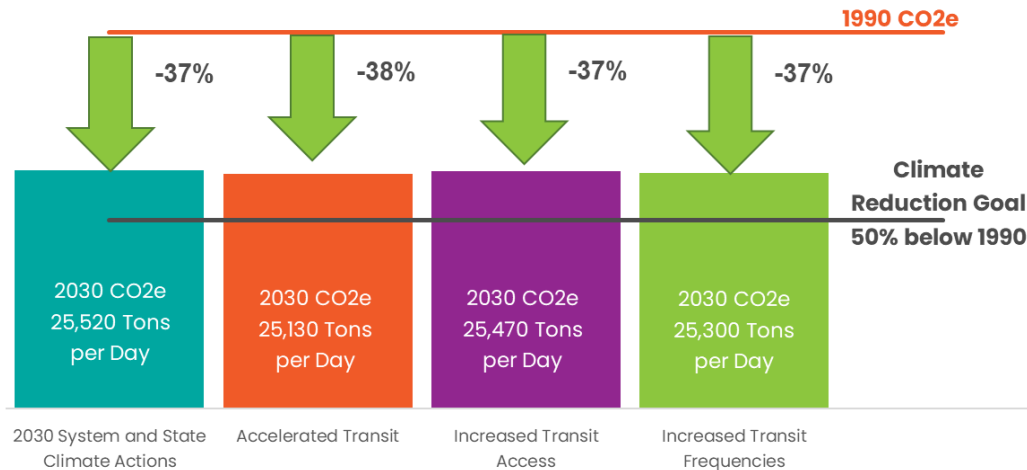 1990 CO2e
-37%
-38%
-37%
-37%
Climate
Reduction Goal
50% below 1990
2030 CO2e
25,520 Tons
per Day
2030 CO2e
25,130 Tons
per Day
2030 CO2e
25,470 Tons
per Day
2030 CO2e
25,300 Tons
per Day
2030 System and State
Climate Actions
Accelerated Transit
Increased Transit
Access
Increased Transit
Frequencies